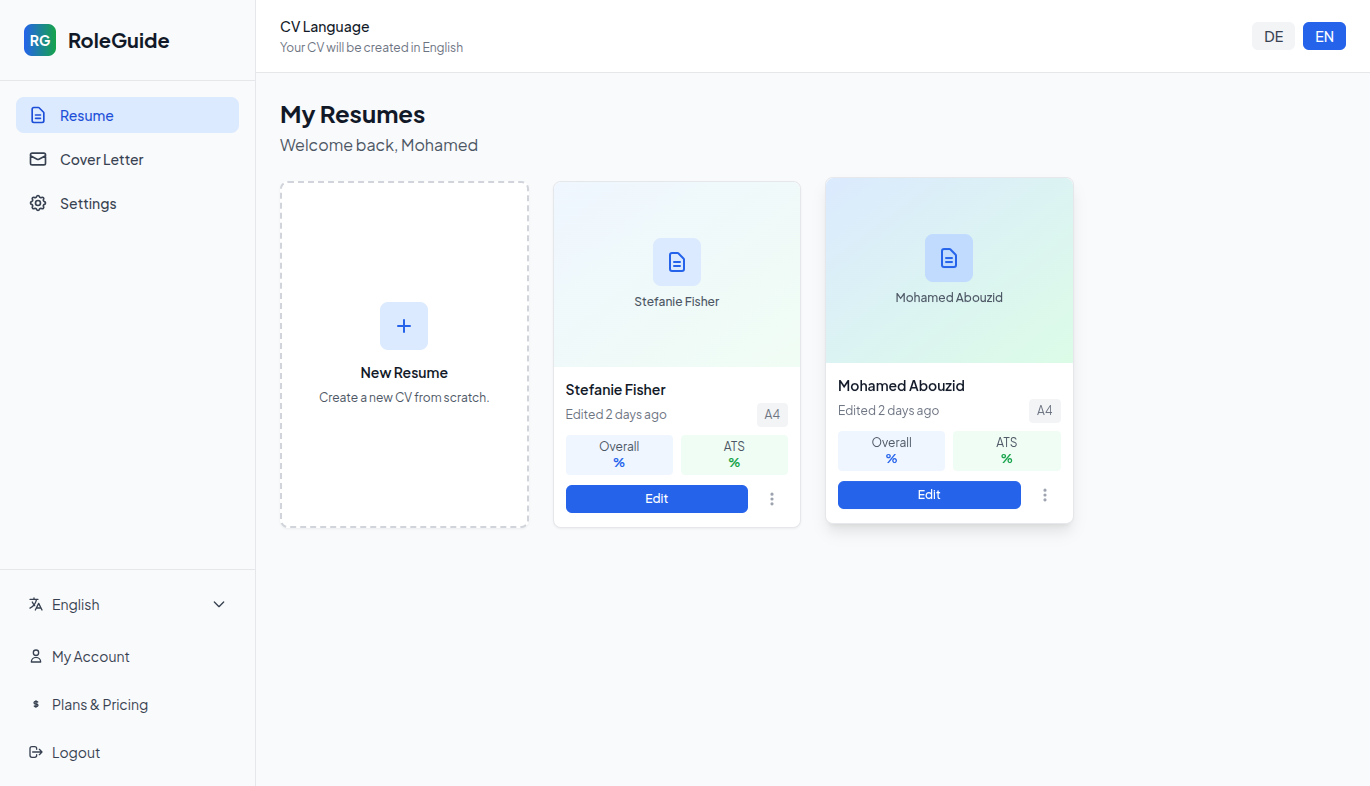 RG RoleGuide
Resume
Cover Letter
Settings
English
My Account
$ Plans & Pricing
Logout
CV Language
Your CV will be created in English
DE EN
My Resumes
Welcome back, Mohamed
New Resume
Create a new CV from scratch.
Stefanie Fisher
Stefanie Fisher
Edited 2 days ago A4
Overall ATS
% %
Edit
Mohamed Abouzid
Mohamed Abouzid
Edited 2 days ago A4
Overall ATS
% %
Edit